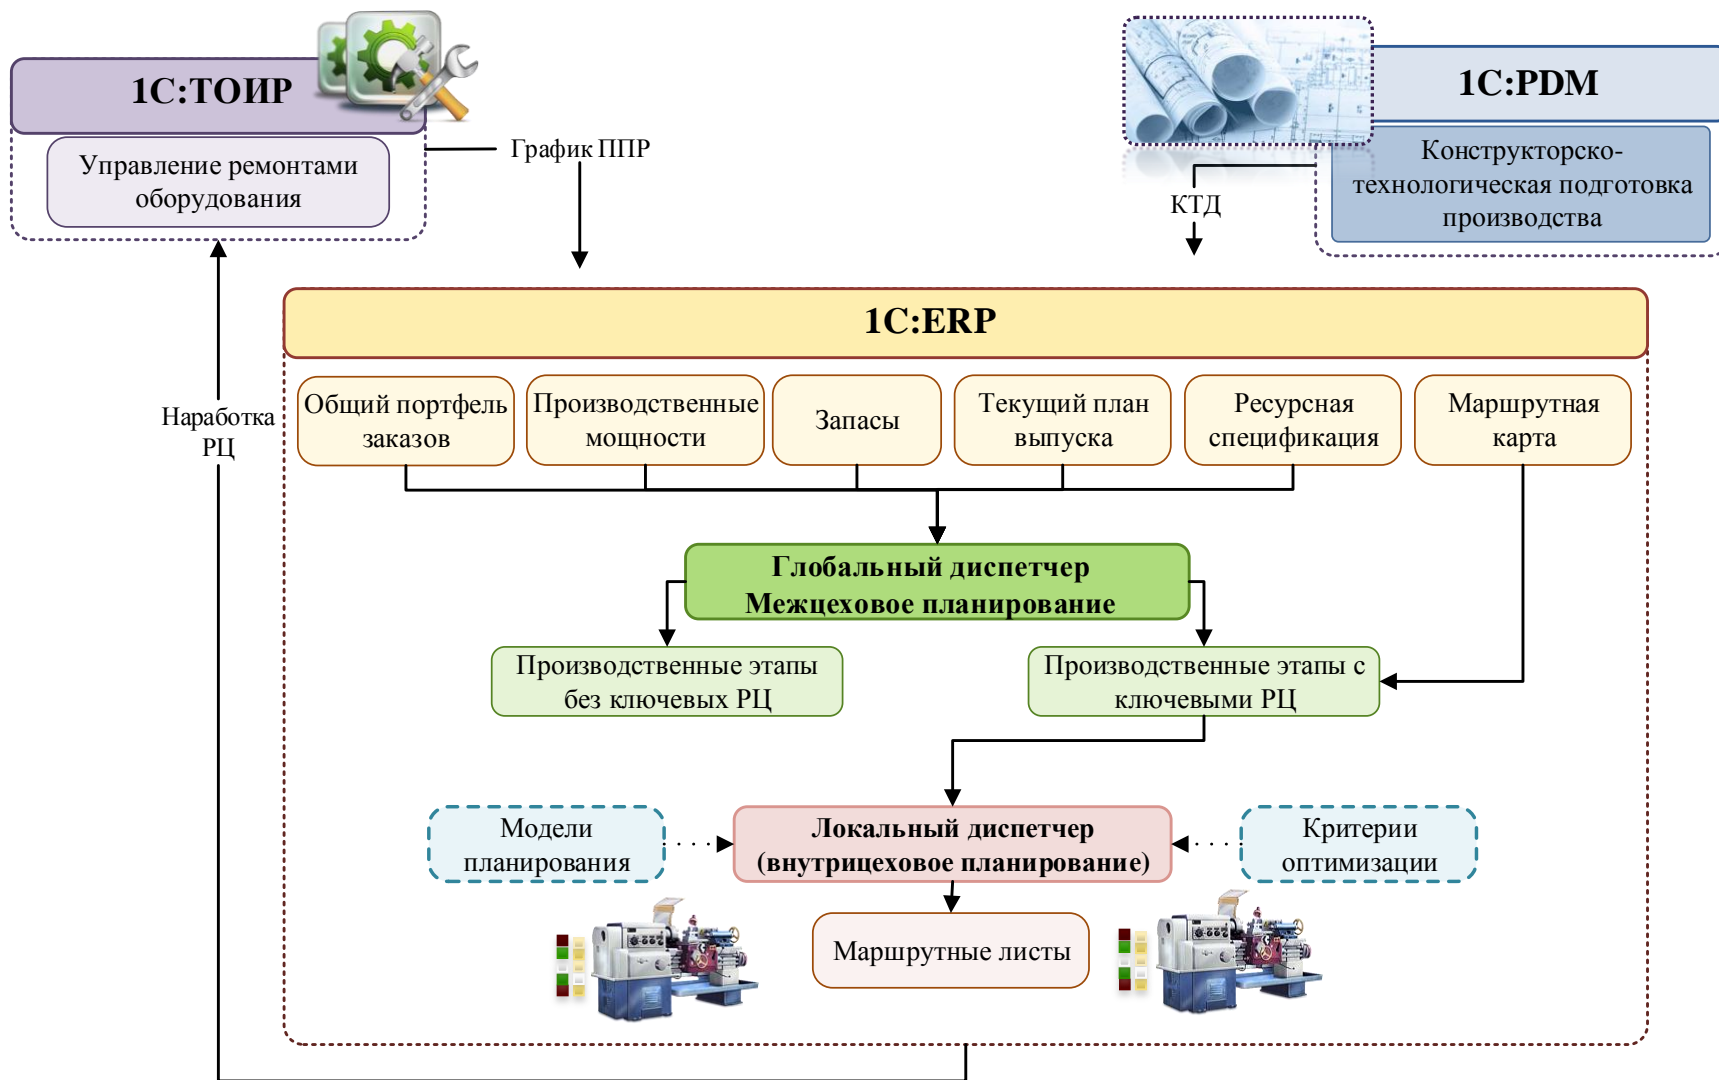 1С:ТОИР
Управление ремонтами
оборудования
График ППР
1С:PDM
Конструкторско-
технологическая подготовка
производства
КТД
1С:ERP
Общий портфель
заказов
Производственные
мощности
Запасы
Текущий план
выпуска
Ресурсная
спецификация
Маршрутная
карта
Наработка
РЦ
Глобальный диспетчер
Межцеховое планирование
Производственные этапы
без ключевых РЦ
Производственные этапы с
ключевыми РЦ
Модели
планирования
Локальный диспетчер
(внутрицеховое планирование)
Критерии
оптимизации
Маршрутные листы